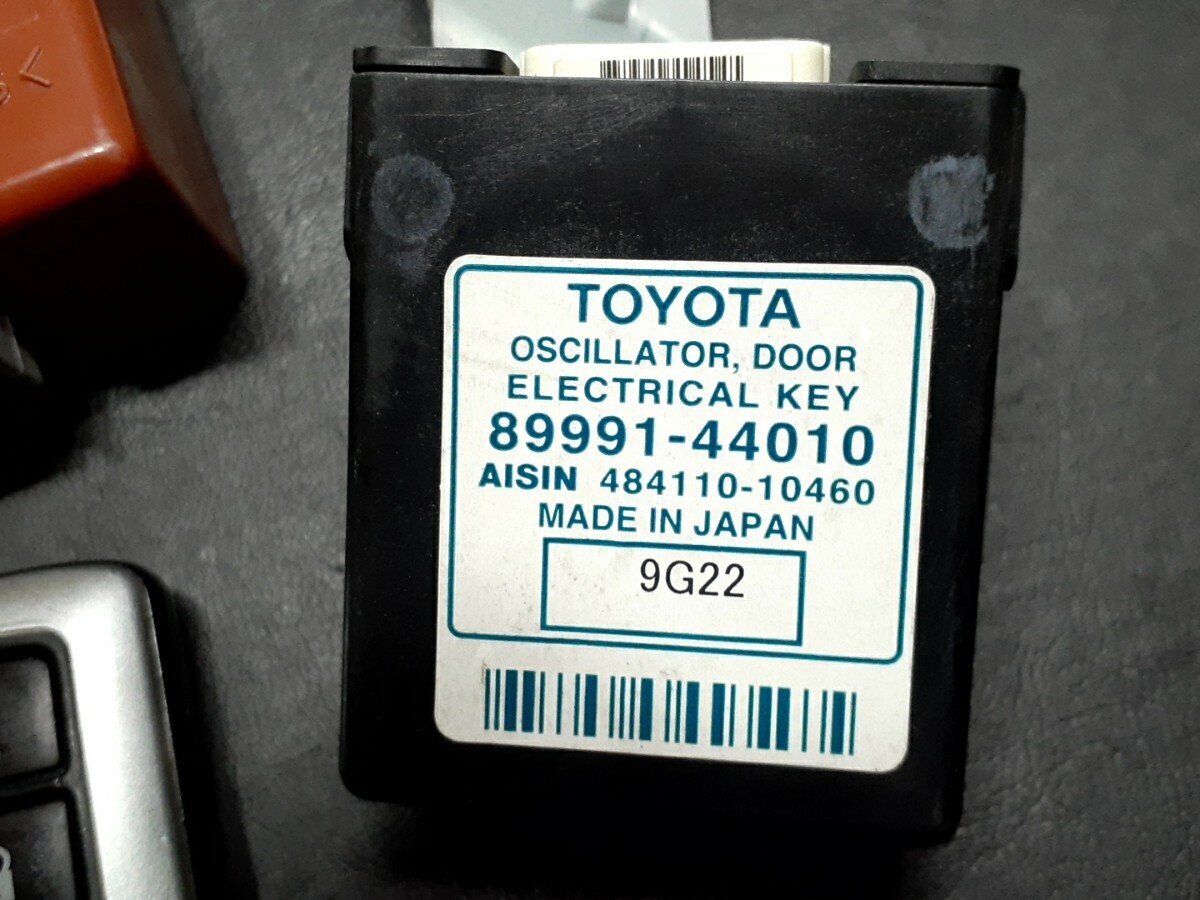 TOYOTA
OSCILLATOR, DOOR
ELECTRICAL KEY
89991-44010
AISIN 484110-10460
MADE IN JAPAN
9G22